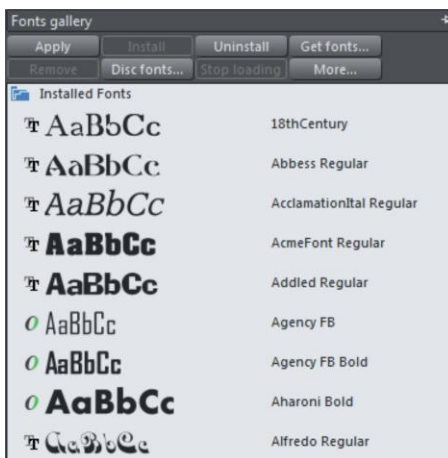 Fonts gallery
Apply Install Uninstall Get fonts...
Remove Disc fonts... Stop loading More...
Installed Fonts
AaBbCc 18thCentury
AaBbCc Abbess Regular
AaBbCc AcclamationItal Regular
AaBbCc AcmeFont Regular
AaBbCc Addled Regular
O AaBbCc Agency FB
O AaBbCc Agency FB Bold
O AaBbCc Aharoni Bold
AaBbCc Alfredo Regular